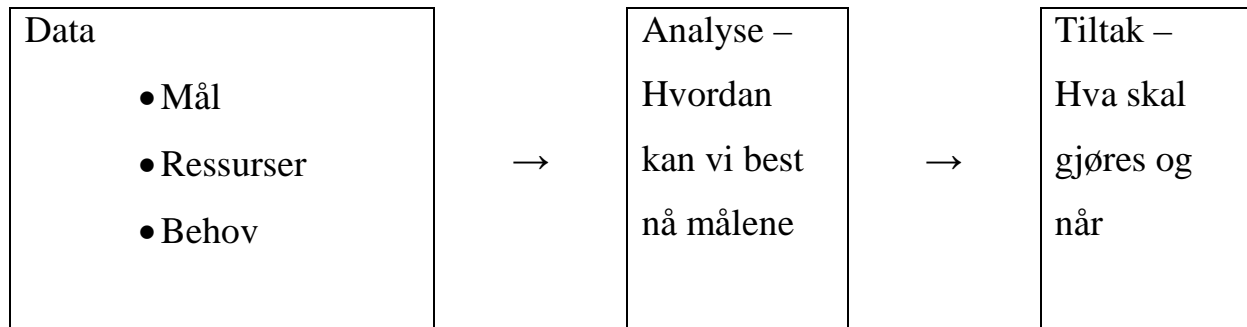 Data
• Mål
• Ressurser
• Behov
→
Analyse –
Hvordan
kan vi best
nå målene
→
Tiltak –
Hva skal
gjøres og
når